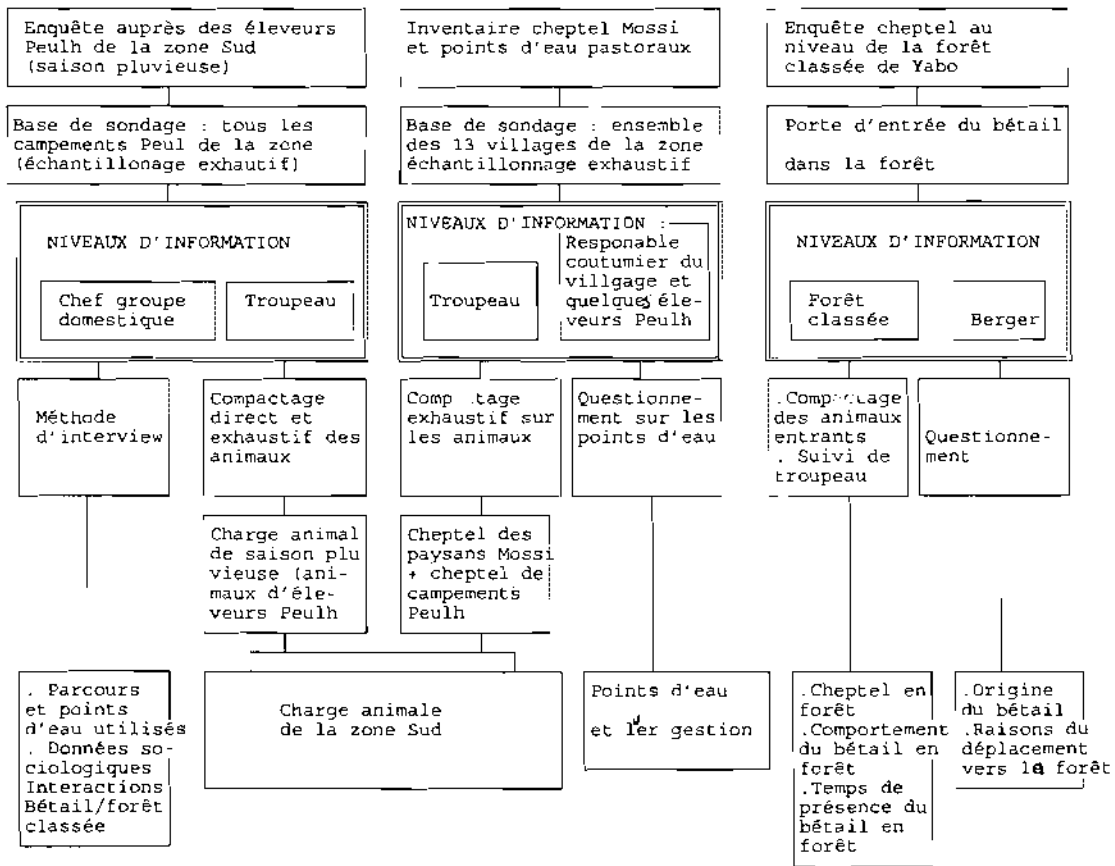 Enquête auprès des éleveurs
Peulh de la zone Sud
(saison pluvieuse)
Inventaire cheptel Mossi
et points d'eau pastoraux
Enquête cheptel au
niveau de la forêt
classée de Yabo
Base de sondage : tous les
campements Peul de la zone
(échantillonage exhautif)
Base de sondage : ensemble
des 13 villages de la zone
échantillonnage exhaustif
Porte d'entrée du bétail
dans la forêt
NIVEAUX D'INFORMATION
Chef groupe
domestique
Troupeau
NIVEAUX D'INFORMATION :
Troupeau
Responable
coutumier du
villgage et
quelques éle-
veurs Peulh
NIVEAUX D'INFORMATION
Forêt
classée
Berger
Méthode
d'interview
Compactage
direct et
exhaustif des
animaux
Comp tage
exhaustif sur
les animaux
Questionne-
ment sur les
points d'eau
.Compactage
des animaux
entrants
. Suivi de
troupeau
Questionne-
ment
Charge animal
de saison plu
vieuse (ani-
maux d'éle-
veurs Peulh
Cheptel des
paysans Mossi
+ cheptel de
campements
Peulh
. Parcours
et points
d'eau utilisés
. Données so-
ciologiques
Interactions
Bétail/forêt
classée
Charge animale
de la zone Sud
Points d'eau
et leur gestion
.Cheptel en
forêt
.Comportement
du bétail en
forêt
.Temps de
présence du
bétail en
forêt
.Origine
du bétail
.Raisons du
déplacement
vers la forêt